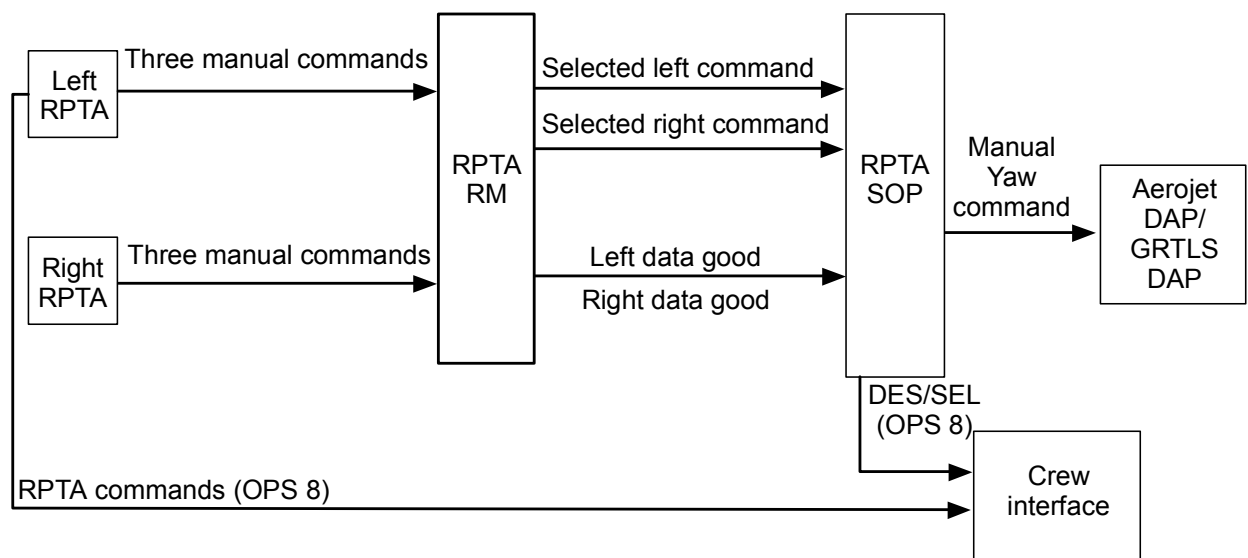 Left
RPTA
Three manual commands
RPTA
RM
Selected left command
Selected right command
RPTA
SOP
Manual
Yaw
command
Aerojet
DAP/
GRTLS
DAP
Right
RPTA
Three manual commands
Left data good
Right data good
DES/SEL
(OPS 8)
RPTA commands (OPS 8)
Crew
interface